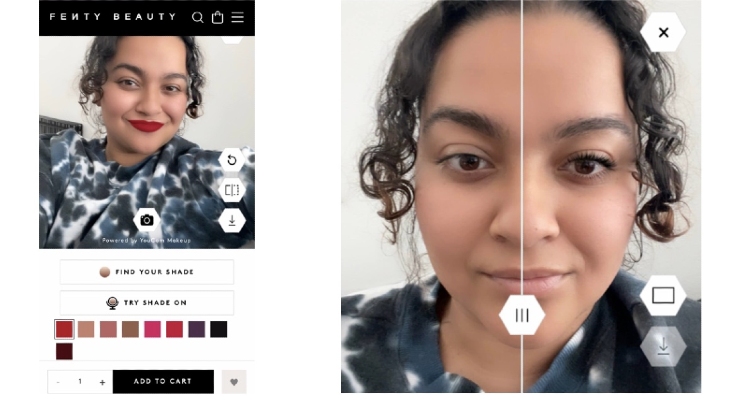 FENTY BEAUTY
Powered by YouCam Makeup
FIND YOUR SHADE
TRY SHADE ON
- 1 + ADD TO CART